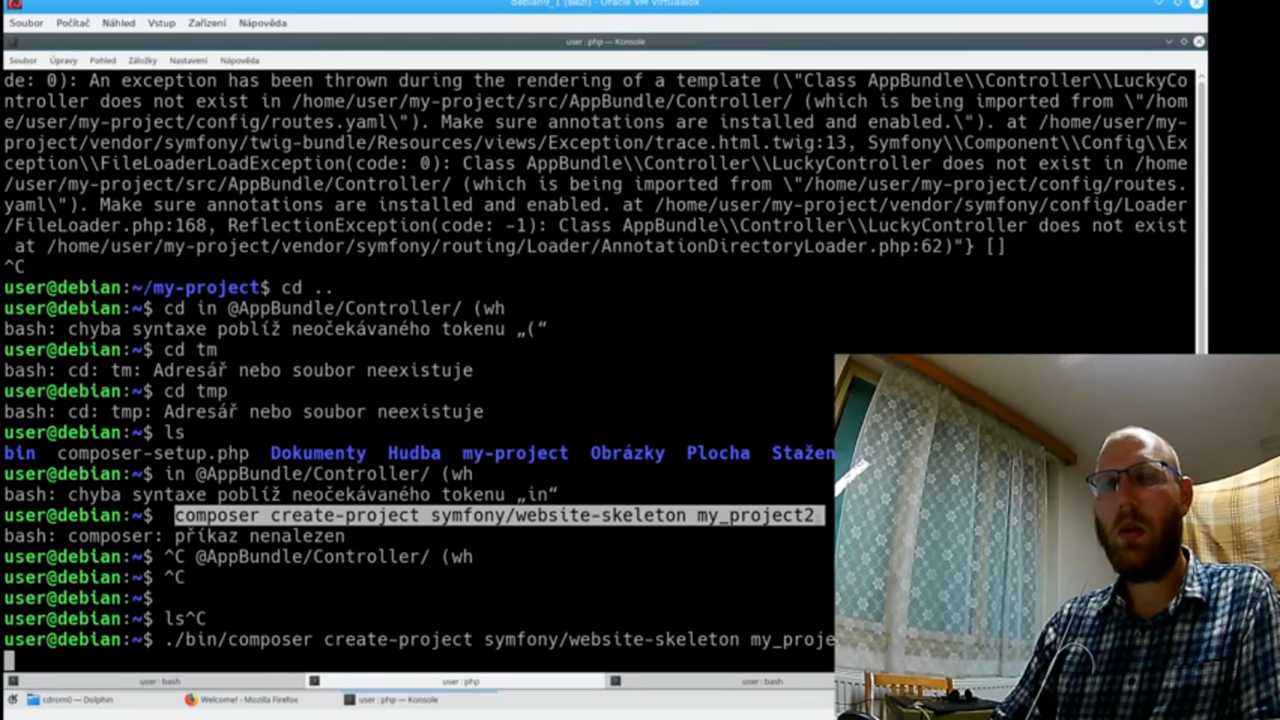 debian9_1 [Běží] - Oracle VM VirtualBox
Soubor Počítač Náhled Vstup Zařízení Nápověda
user : php — Konsole
Soubor Úpravy Pohled Záložky Nastavení Nápověda
de: 0): An exception has been thrown during the rendering of a template (\"Class AppBundle\\Controller\\LuckyCo
ntroller does not exist in /home/user/my-project/src/AppBundle/Controller/ (which is being imported from \"/hom
e/user/my-project/config/routes.yaml\"). Make sure annotations are installed and enabled.\"). at /home/user/my-
project/vendor/symfony/twig-bundle/Resources/views/Exception/trace.html.twig:13, Symfony\\Component\\Config\\Ex
ception\\FileLoaderLoadException(code: 0): Class AppBundle\\Controller\\LuckyController does not exist in /home
/user/my-project/src/AppBundle/Controller/ (which is being imported from \"/home/user/my-project/config/routes.
yaml\"). Make sure annotations are installed and enabled. at /home/user/my-project/vendor/symfony/config/Loader
/FileLoader.php:168, ReflectionException(code: -1): Class AppBundle\\Controller\\LuckyController does not exist
at /home/user/my-project/vendor/symfony/routing/Loader/AnnotationDirectoryLoader.php:62)"} []
^C
user@debian:~/my-project$ cd ..
user@debian:~$ cd in @AppBundle/Controller/ (wh
bash: chyba syntaxe poblíž neočekávaného tokenu „(“
user@debian:~$ cd tm
bash: cd: tm: Adresář nebo soubor neexistuje
user@debian:~$ cd tmp
bash: cd: tmp: Adresář nebo soubor neexistuje
user@debian:~$ ls
bin composer-setup.php Dokumenty Hudba my-project Obrázky Plocha Stažen
user@debian:~$ in @AppBundle/Controller/ (wh
bash: chyba syntaxe poblíž neočekávaného tokenu „in“
user@debian:~$ composer create-project symfony/website-skeleton my_project2
bash: composer: příkaz nenalezen
user@debian:~$ ^C @AppBundle/Controller/ (wh
user@debian:~$ ^C
user@debian:~$
user@debian:~$ ls^C
user@debian:~$ ./bin/composer create-project symfony/website-skeleton my_proje
user : bash user : php user : bash
cdrom0 — Dolphin Welcome! - Mozilla Firefox user : php — Konsole